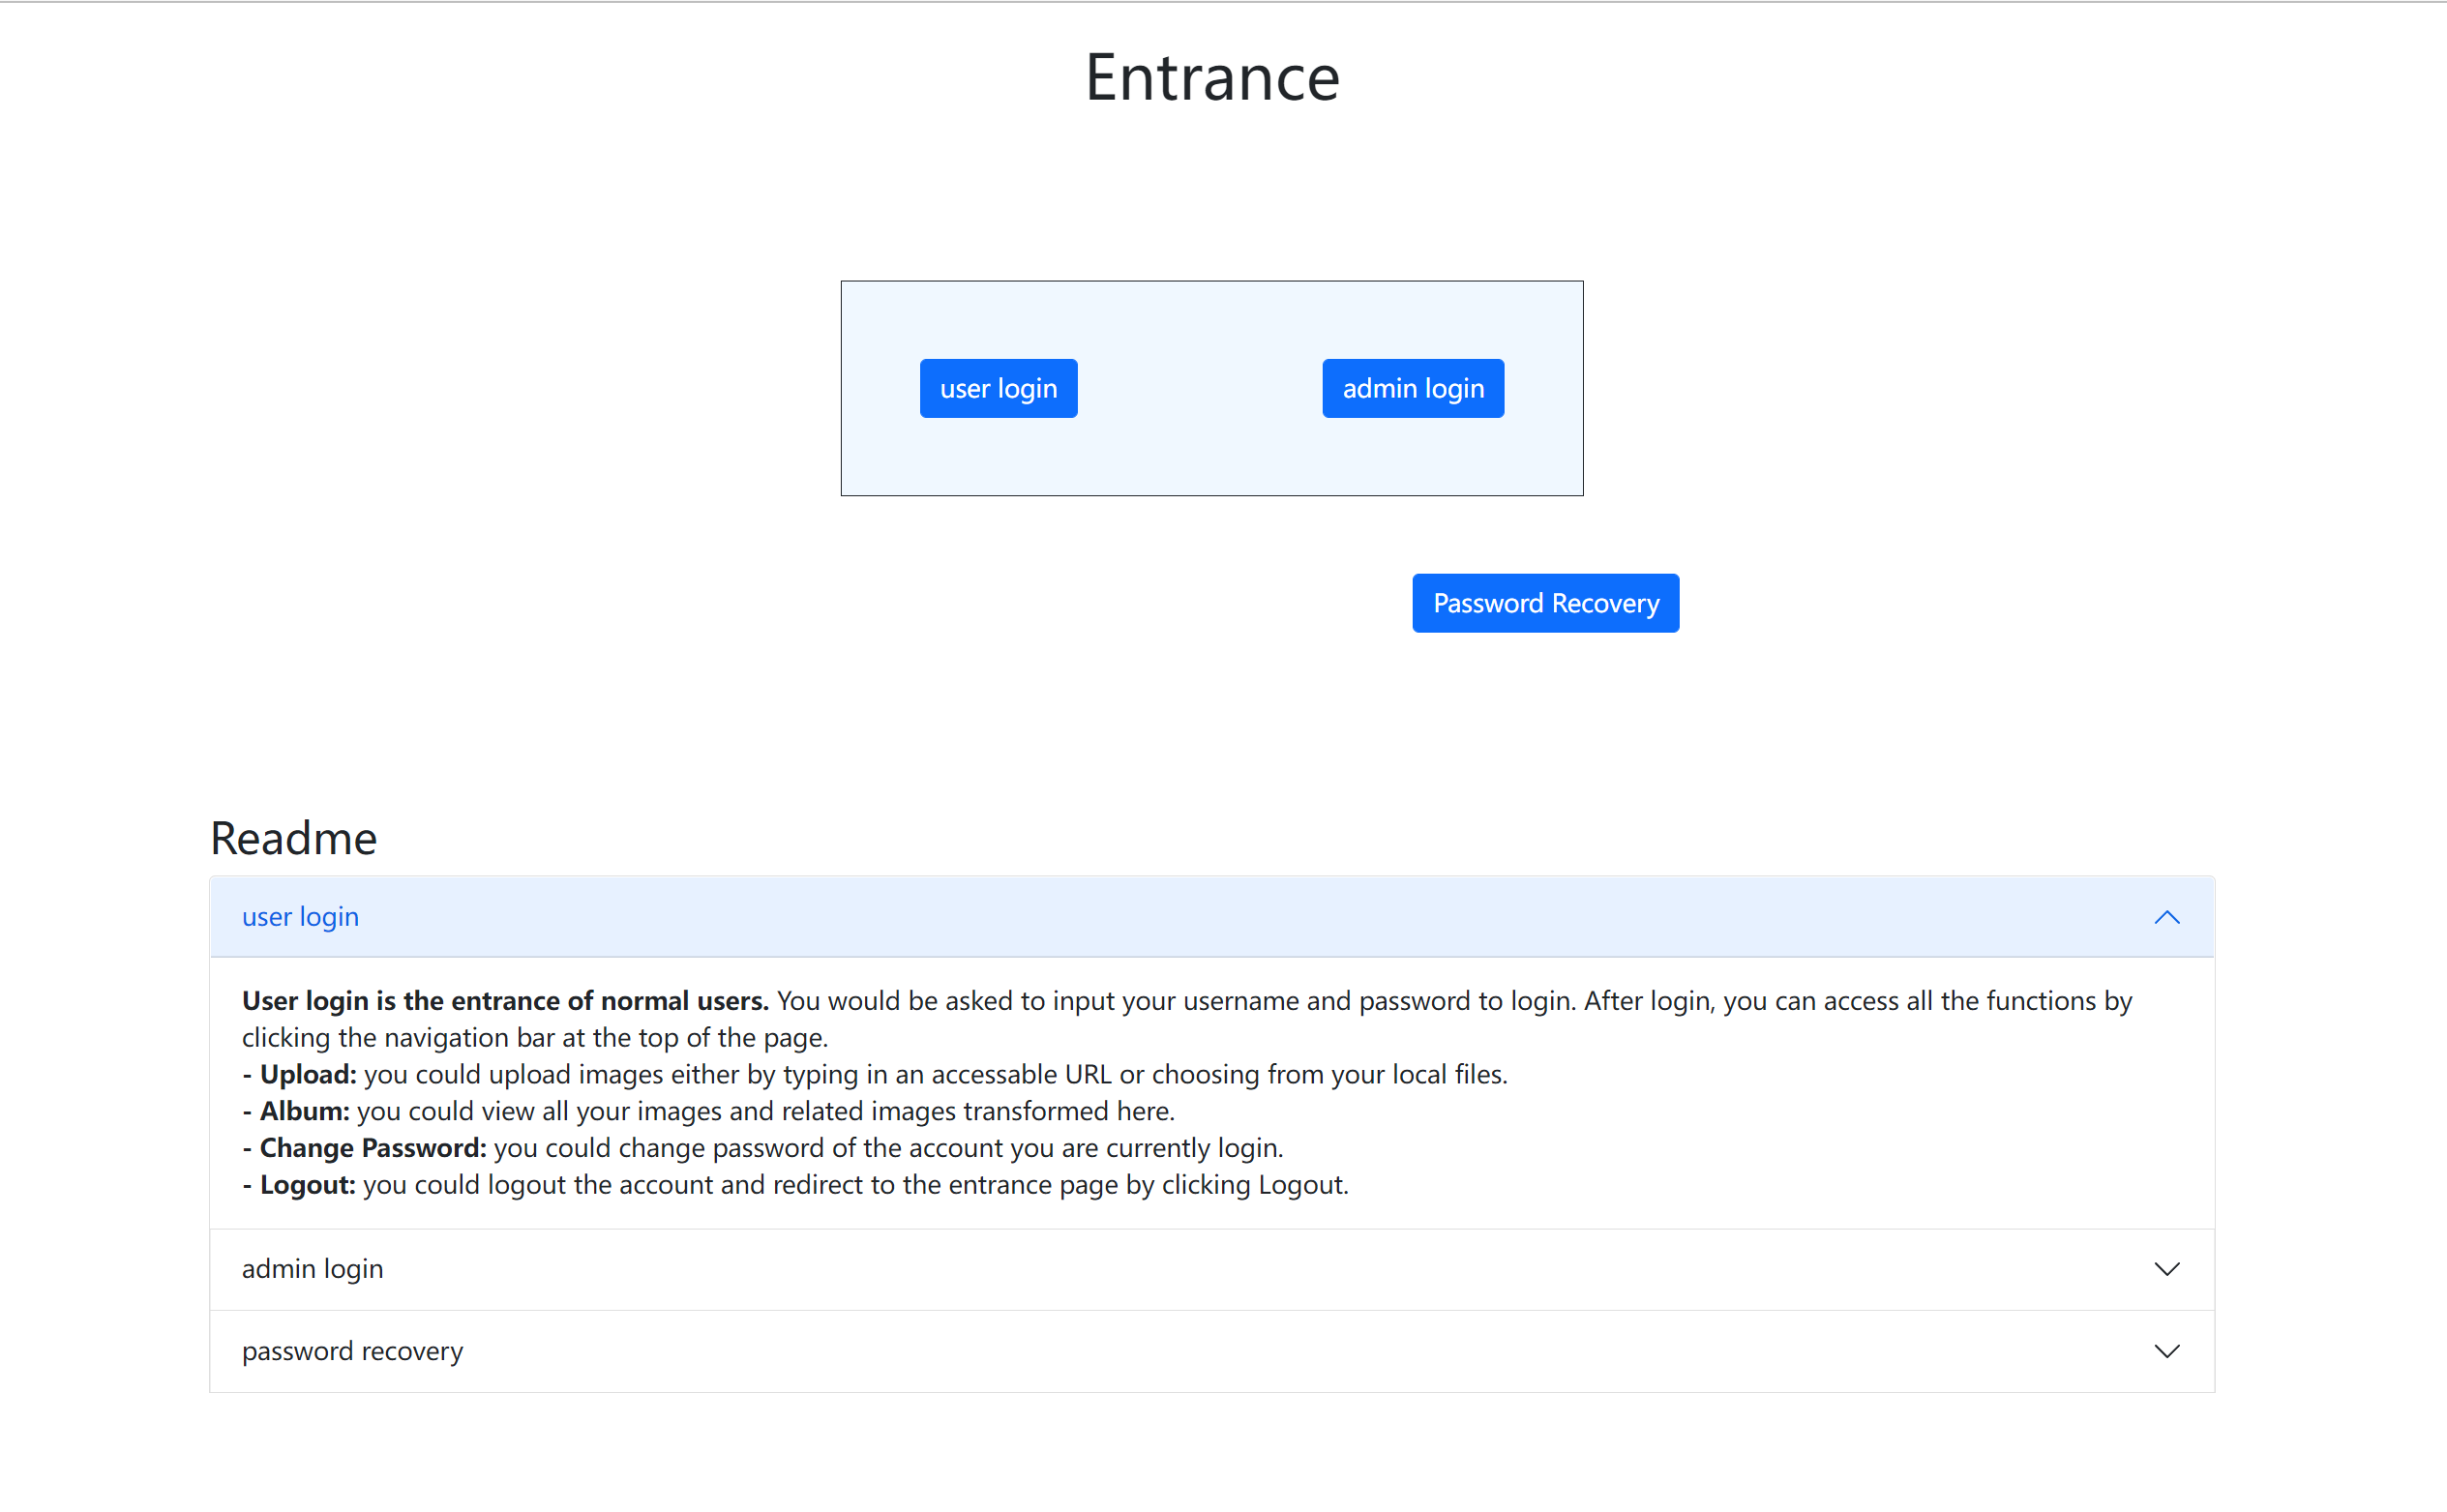 Entrance
user login
admin login
Password Recovery
Readme
user login
User login is the entrance of normal users. You would be asked to input your username and password to login. After login, you can access all the functions by
clicking the navigation bar at the top of the page.
- Upload: you could upload images either by typing in an accessable URL or choosing from your local files.
- Album: you could view all your images and related images transformed here.
- Change Password: you could change password of the account you are currently login.
- Logout: you could logout the account and redirect to the entrance page by clicking Logout.
admin login
password recovery